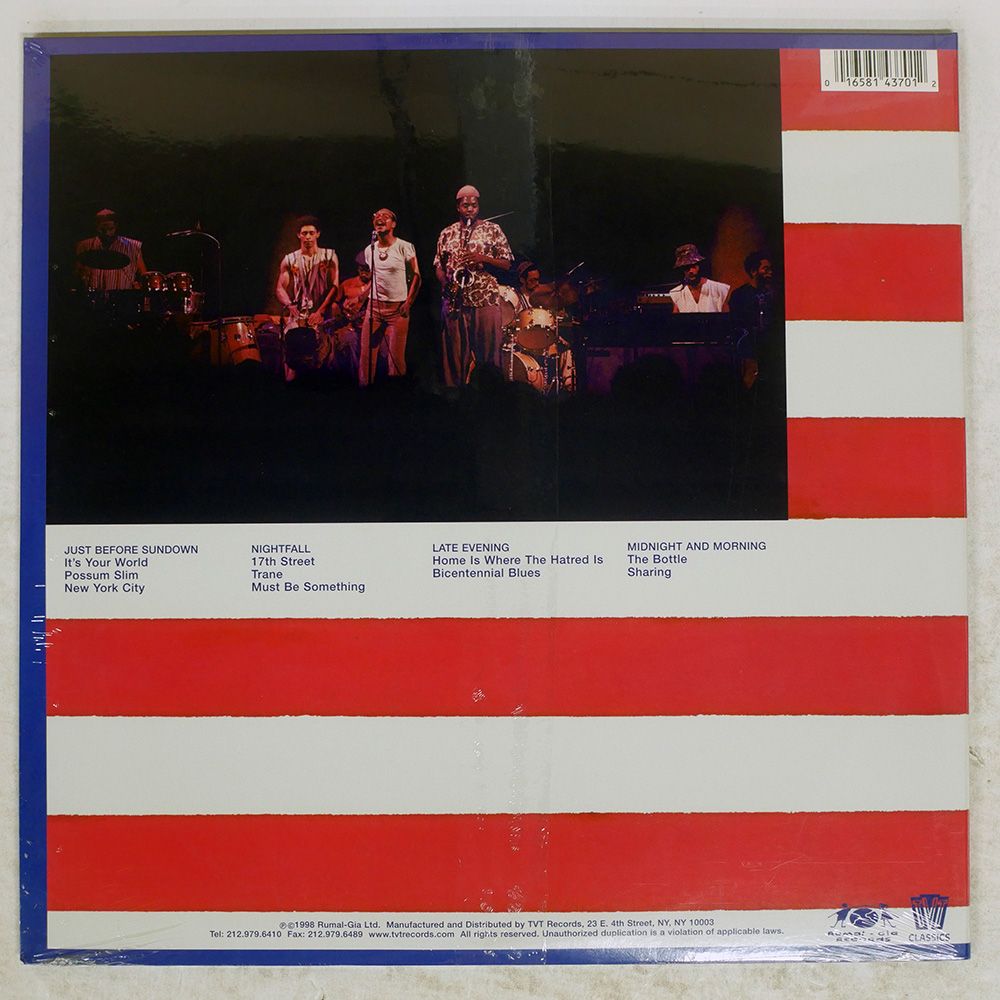 0 16581 43701 2
JUST BEFORE SUNDOWN
It's Your World
Possum Slim
New York City
NIGHTFALL
17th Street
Trane
Must Be Something
LATE EVENING
Home Is Where The Hatred Is
Bicentennial Blues
MIDNIGHT AND MORNING
The Bottle
Sharing
℗©1998 Rumal-Gia Ltd. Manufactured and Distributed by TVT Records, 23 E. 4th Street, NY, NY 10003
Tel: 212.979.6410 Fax: 212.979.6489 www.tvtrecords.com All rights reserved. Unauthorized duplication is a violation of applicable laws.
Rumal-Gia
Records
TVT
CLASSICS